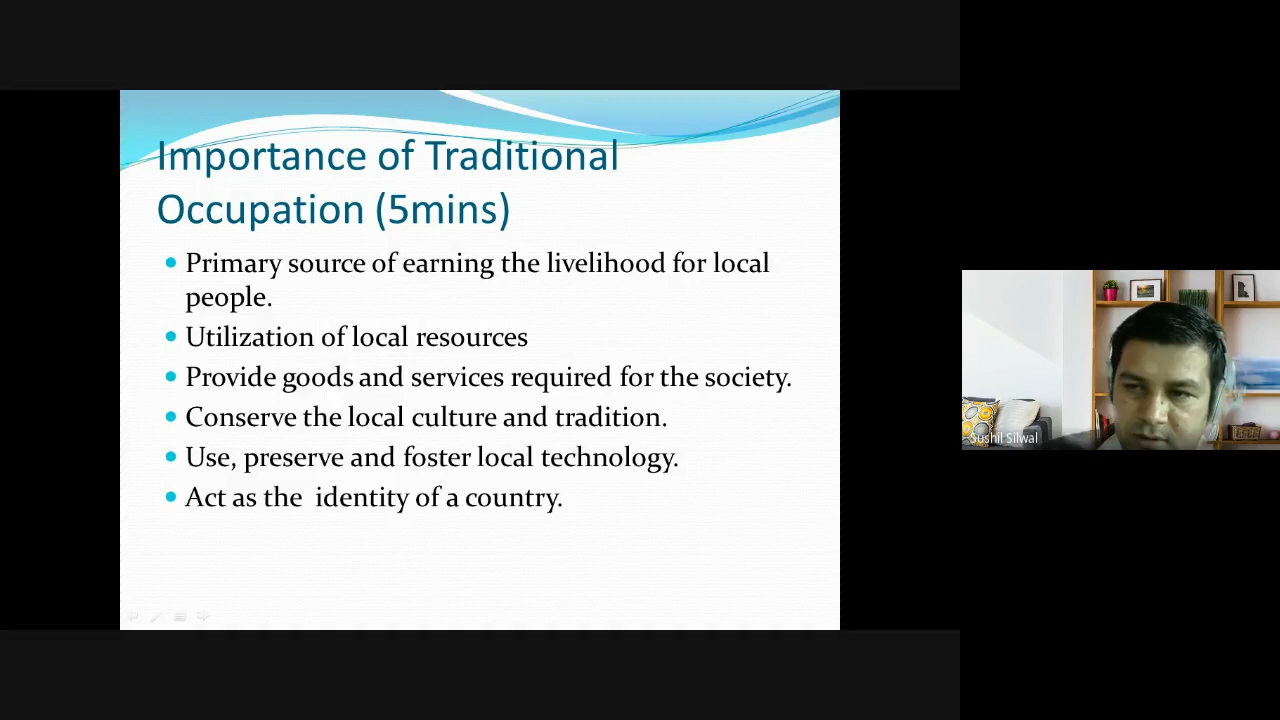 Importance of Traditional
Occupation (5mins)
Primary source of earning the livelihood for local
people.
Utilization of local resources
Provide goods and services required for the society.
Conserve the local culture and tradition.
Use, preserve and foster local technology.
Act as the  identity of a country.
Sushil Silwal